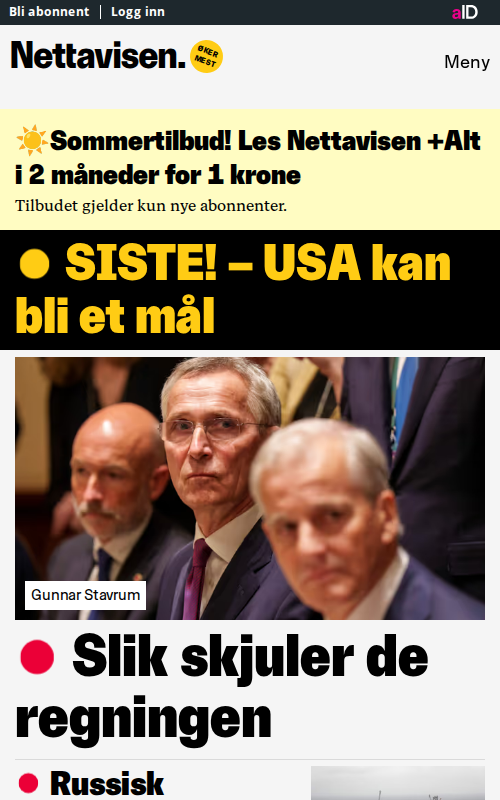 Bli abonnent
Logg inn
aID
Nettavisen.
ØKER
MEST
Meny
☀️Sommertilbud! Les Nettavisen +Alt
i 2 måneder for 1 krone
Tilbudet gjelder kun nye abonnenter.
SISTE! – USA kan
bli et mål
Gunnar Stavrum
Slik skjuler de
regningen
Russisk